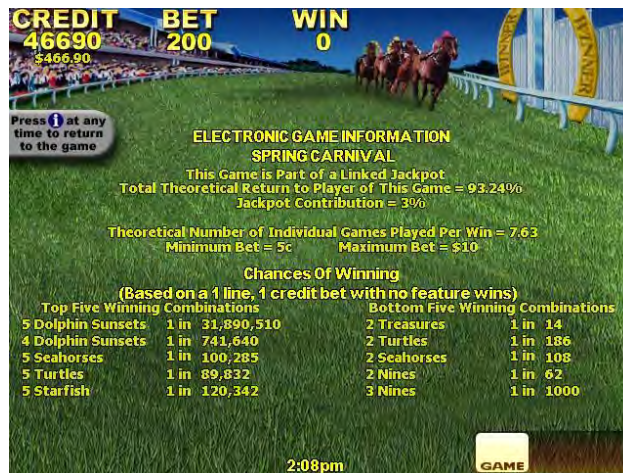 CREDIT BET WIN
46690 200 0
$466.90
WINNER WINNER
Press i at any
time to return
to the game
ELECTRONIC GAME INFORMATION
SPRING CARNIVAL
This Game is Part of a Linked Jackpot
Total Theoretical Return to Player of This Game = 93.24%
Jackpot Contribution = 3%
Theoretical Number of Individual Games Played Per Win = 7.63
Minimum Bet = 5c Maximum Bet = $10
Chances Of Winning
(Based on a 1 line, 1 credit bet with no feature wins)
Top Five Winning Combinations Bottom Five Winning Combinations
5 Dolphin Sunsets 1 in 31,890,510 2 Treasures 1 in 14
4 Dolphin Sunsets 1 in 741,640 2 Turtles 1 in 186
5 Seahorses 1 in 100,285 2 Seahorses 1 in 108
5 Turtles 1 in 89,832 2 Nines 1 in 62
5 Starfish 1 in 120,342 3 Nines 1 in 1000
2:08pm
GAME